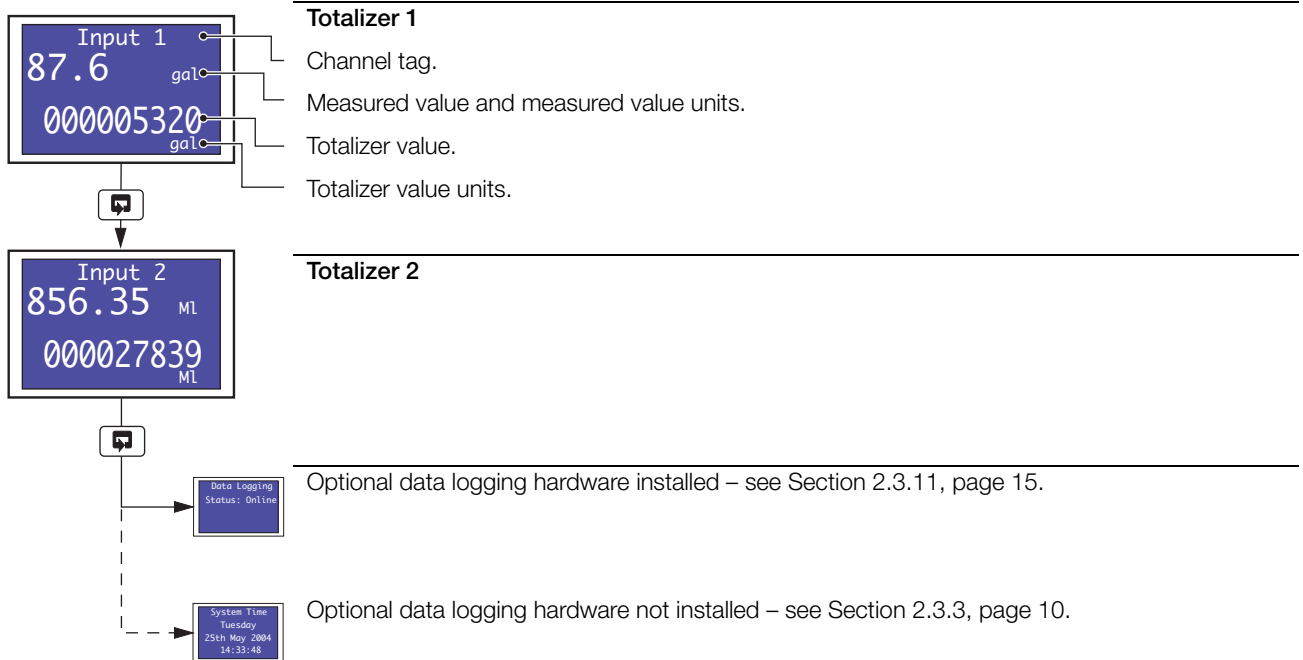 Totalizer 1
Input 1
87.6 gal
000005320
gal
Channel tag.
Measured value and measured value units.
Totalizer value.
Totalizer value units.
Totalizer 2
Input 2
856.35 Ml
000027839
Ml
Data Logging
Status: Online
Optional data logging hardware installed – see Section 2.3.11, page 15.
System Time
Tuesday
25th May 2004
14:33:48
Optional data logging hardware not installed – see Section 2.3.3, page 10.